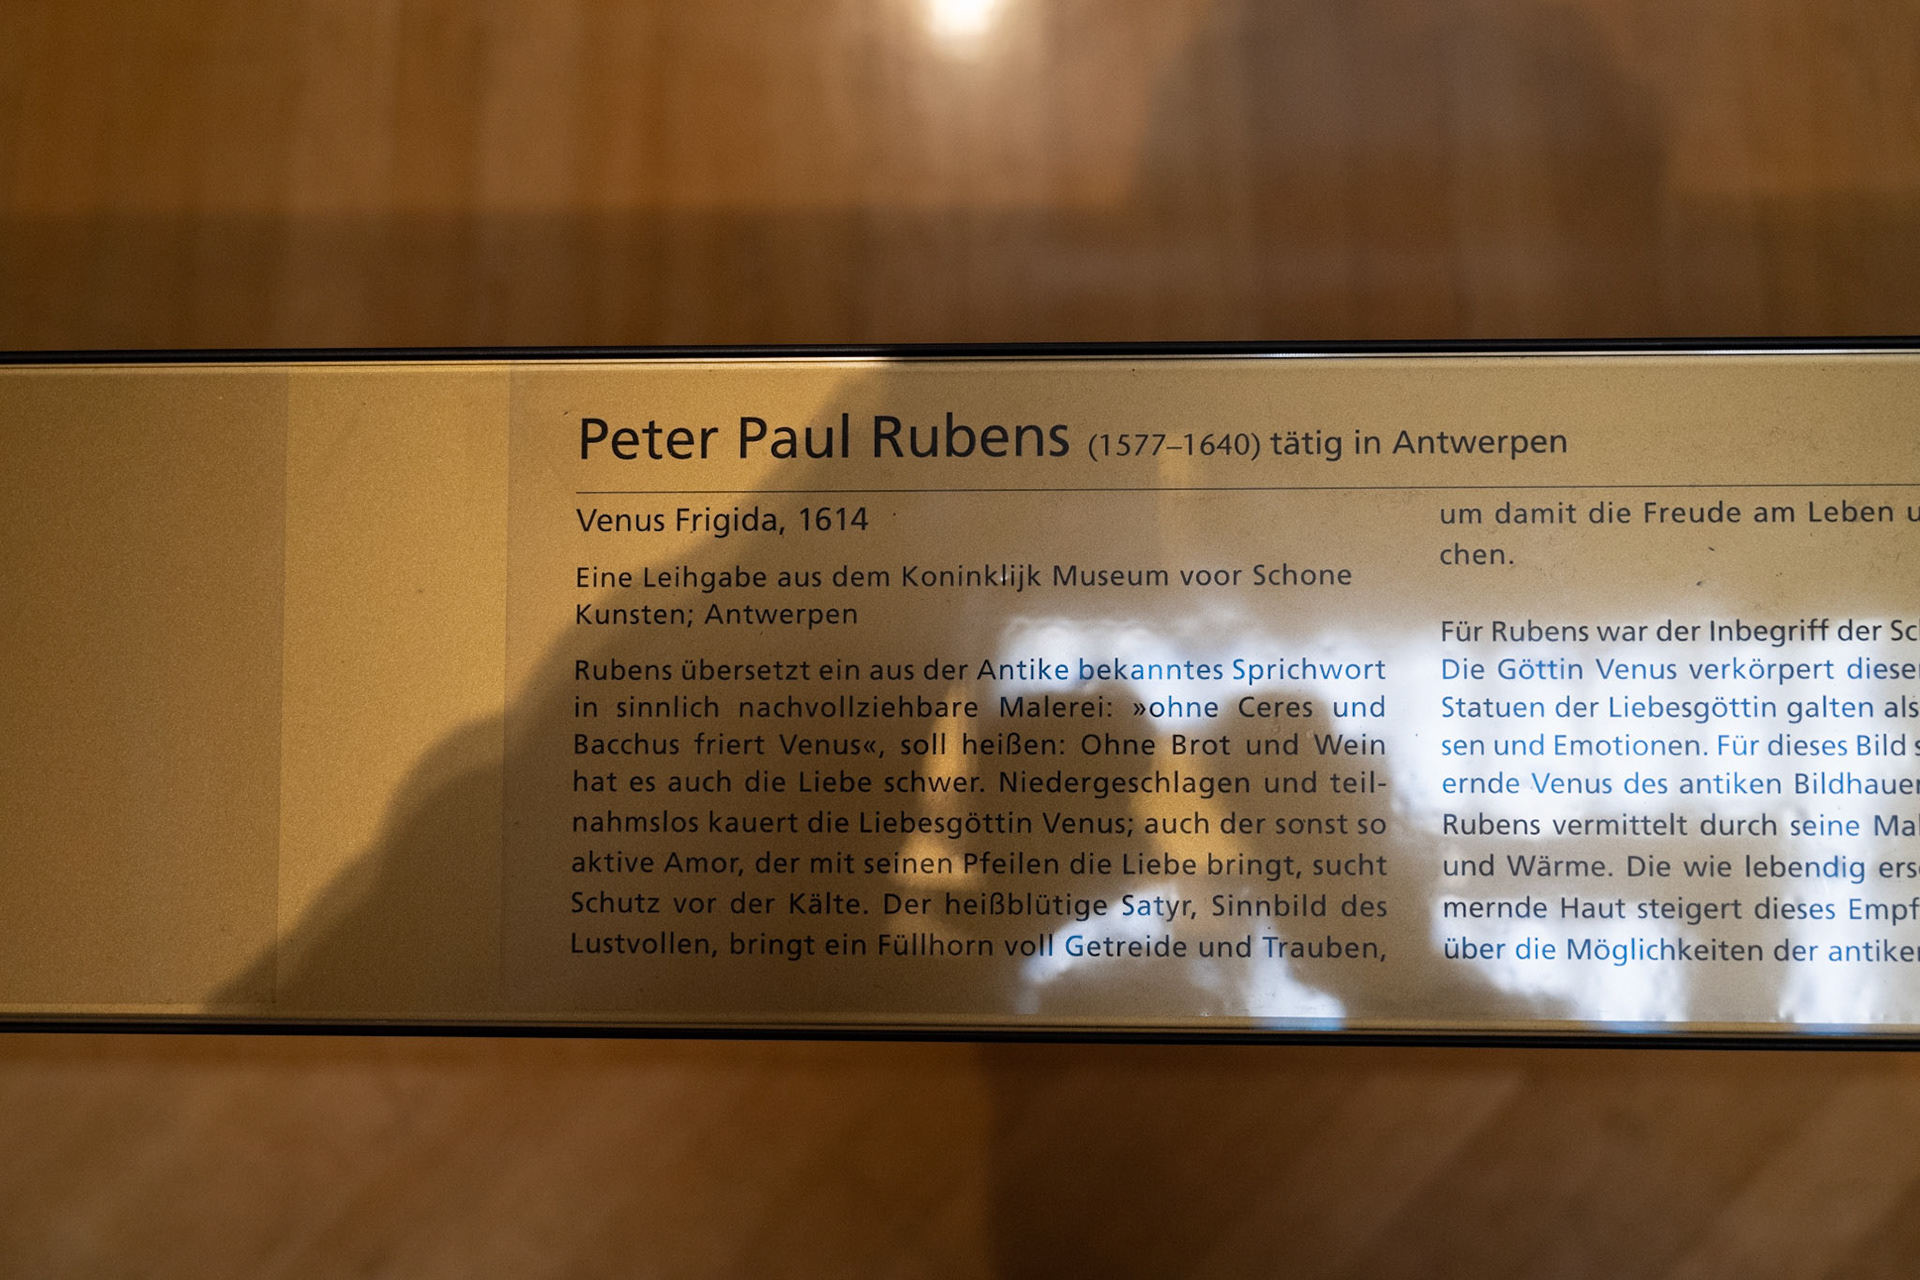 Peter Paul Rubens (1577–1640) tätig in Antwerpen
Venus Frigida, 1614
Eine Leihgabe aus dem Koninklijk Museum voor Schone
Kunsten; Antwerpen
Rubens übersetzt ein aus der Antike bekanntes Sprichwort
in sinnlich nachvollziehbare Malerei: »ohne Ceres und
Bacchus friert Venus«, soll heißen: Ohne Brot und Wein
hat es auch die Liebe schwer. Niedergeschlagen und teil-
nahmslos kauert die Liebesgöttin Venus; auch der sonst so
aktive Amor, der mit seinen Pfeilen die Liebe bringt, sucht
Schutz vor der Kälte. Der heißblütige Satyr, Sinnbild des
Lustvollen, bringt ein Füllhorn voll Getreide und Trauben,
um damit die Freude am Leben
chen.
Für Rubens war der Inbegriff der
Die Göttin Venus verkörpert
Statuen der Liebesgöttin galten als
sen und Emotionen. Für dieses Bild
ernde Venus des antiken
Rubens vermittelt durch seine
und Wärme. Die wie lebendig
mernde Haut steigert dieses
über die Möglichkeiten der